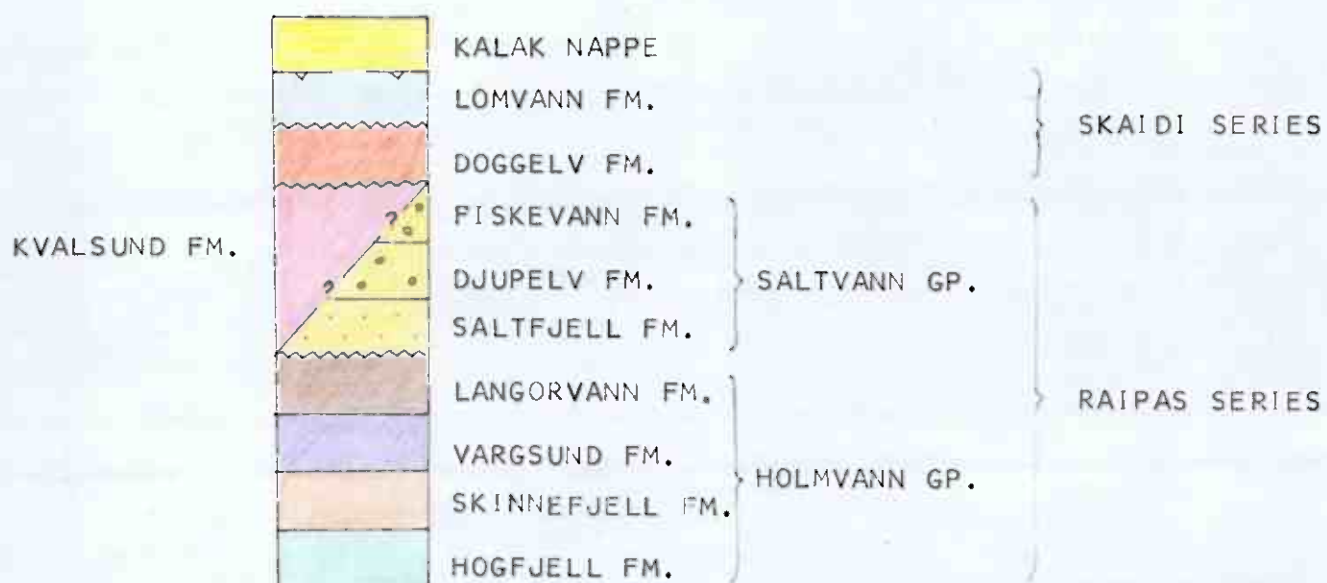 KALAK NAPPE
LOMVANN FM.
SKAIDI SERIES
DOGGELV FM.
FISKEVANN FM.
?
KVALSUND FM.
DJUPELV FM.
SALTVANN GP.
?
SALTFJELL FM.
LANGORVANN FM.
RAIPAS SERIES
VARGSUND FM.
HOLMVANN GP.
SKINNEFJELL FM.
HOGFJELL FM.